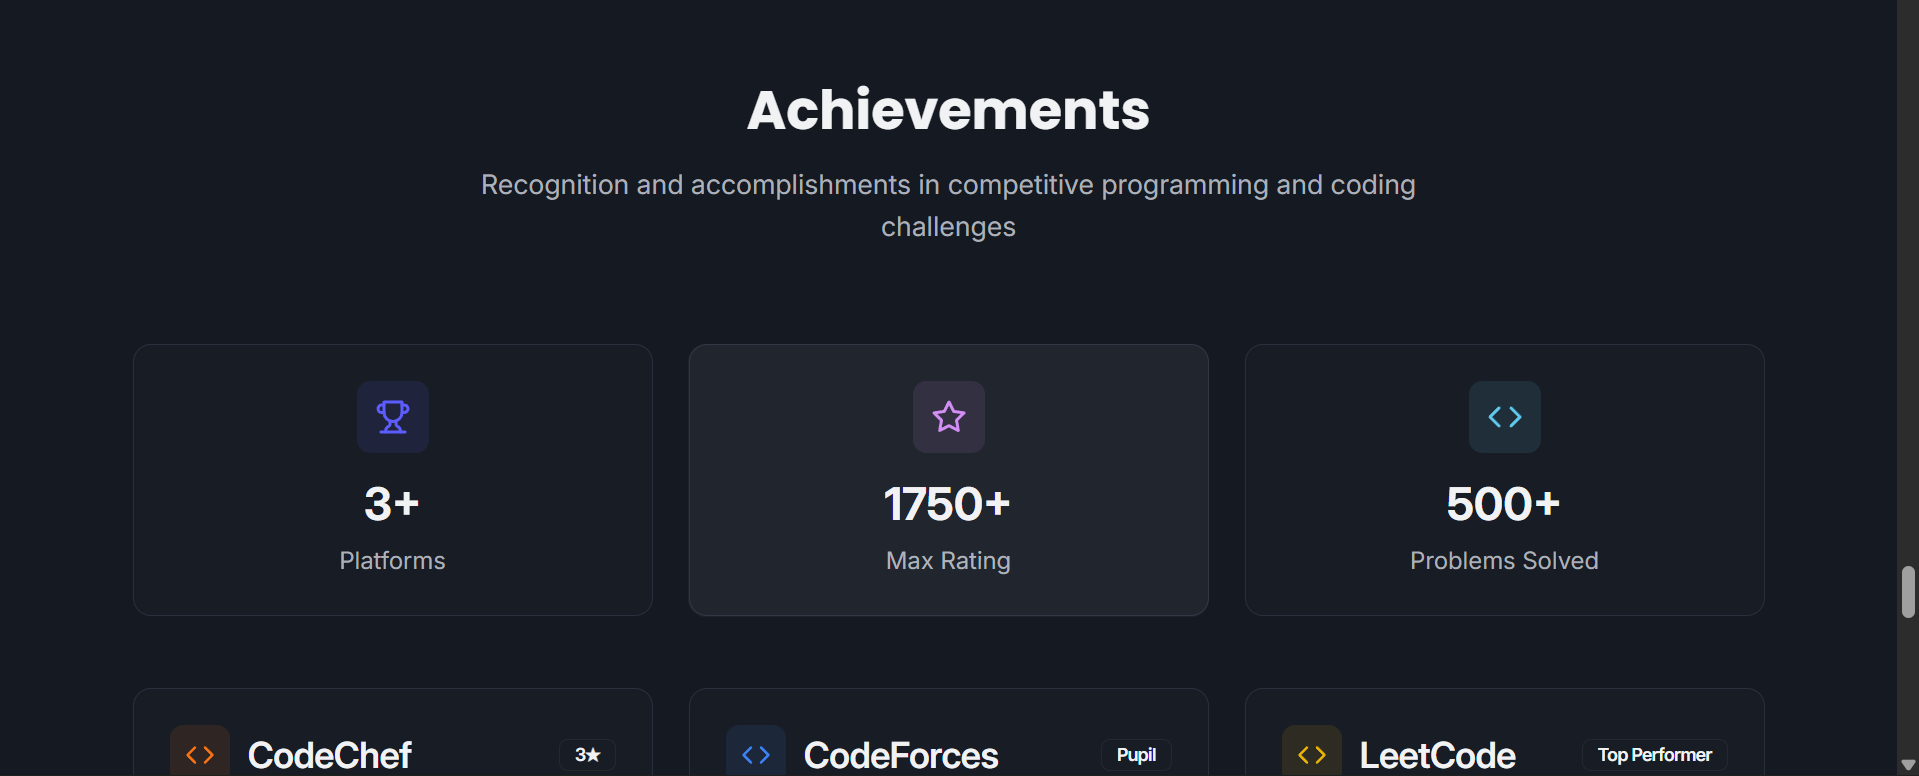 Achievements
Recognition and accomplishments in competitive programming and coding
challenges
3+
Platforms
1750+
Max Rating
500+
Problems Solved
CodeChef
3★
CodeForces
Pupil
LeetCode
Top Performer